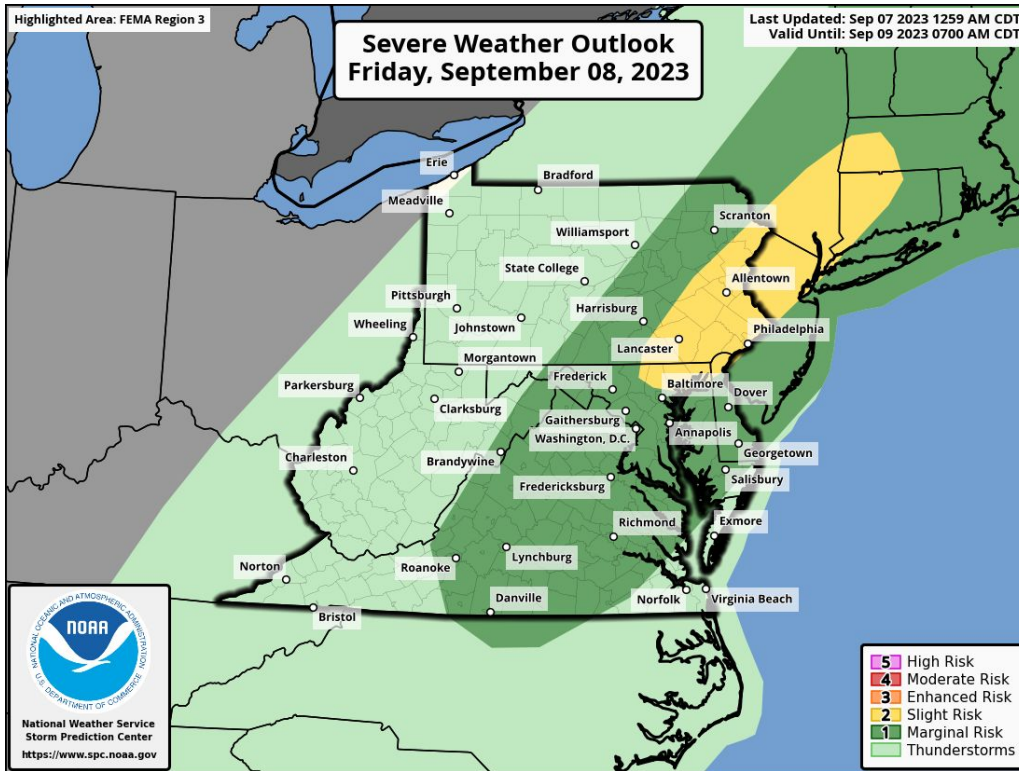 Highlighted Area: FEMA Region 3
Severe Weather Outlook
Friday, September 08, 2023
Last Updated: Sep 07 2023 1259 AM CDT
Valid Until: Sep 09 2023 0700 AM CDT
Erie
Bradford
Meadville
Scranton
Williamsport
State College
Allentown
Pittsburgh
Harrisburg
Wheeling
Johnstown
Philadelphia
Lancaster
Morgantown
Frederick
Parkersburg
Baltimore
Dover
Clarksburg
Gaithersburg
Annapolis
Washington, D.C.
Charleston
Brandywine
Georgetown
Fredericksburg
Salisbury
Richmond
Exmore
Norton
Roanoke
Lynchburg
Danville
Norfolk
Virginia Beach
Bristol
NATIONAL OCEANIC AND ATMOSPHERIC ADMINISTRATION
NOAA
U.S. DEPARTMENT OF COMMERCE
National Weather Service
Storm Prediction Center
https://www.spc.noaa.gov
5 High Risk
4 Moderate Risk
3 Enhanced Risk
2 Slight Risk
1 Marginal Risk
Thunderstorms